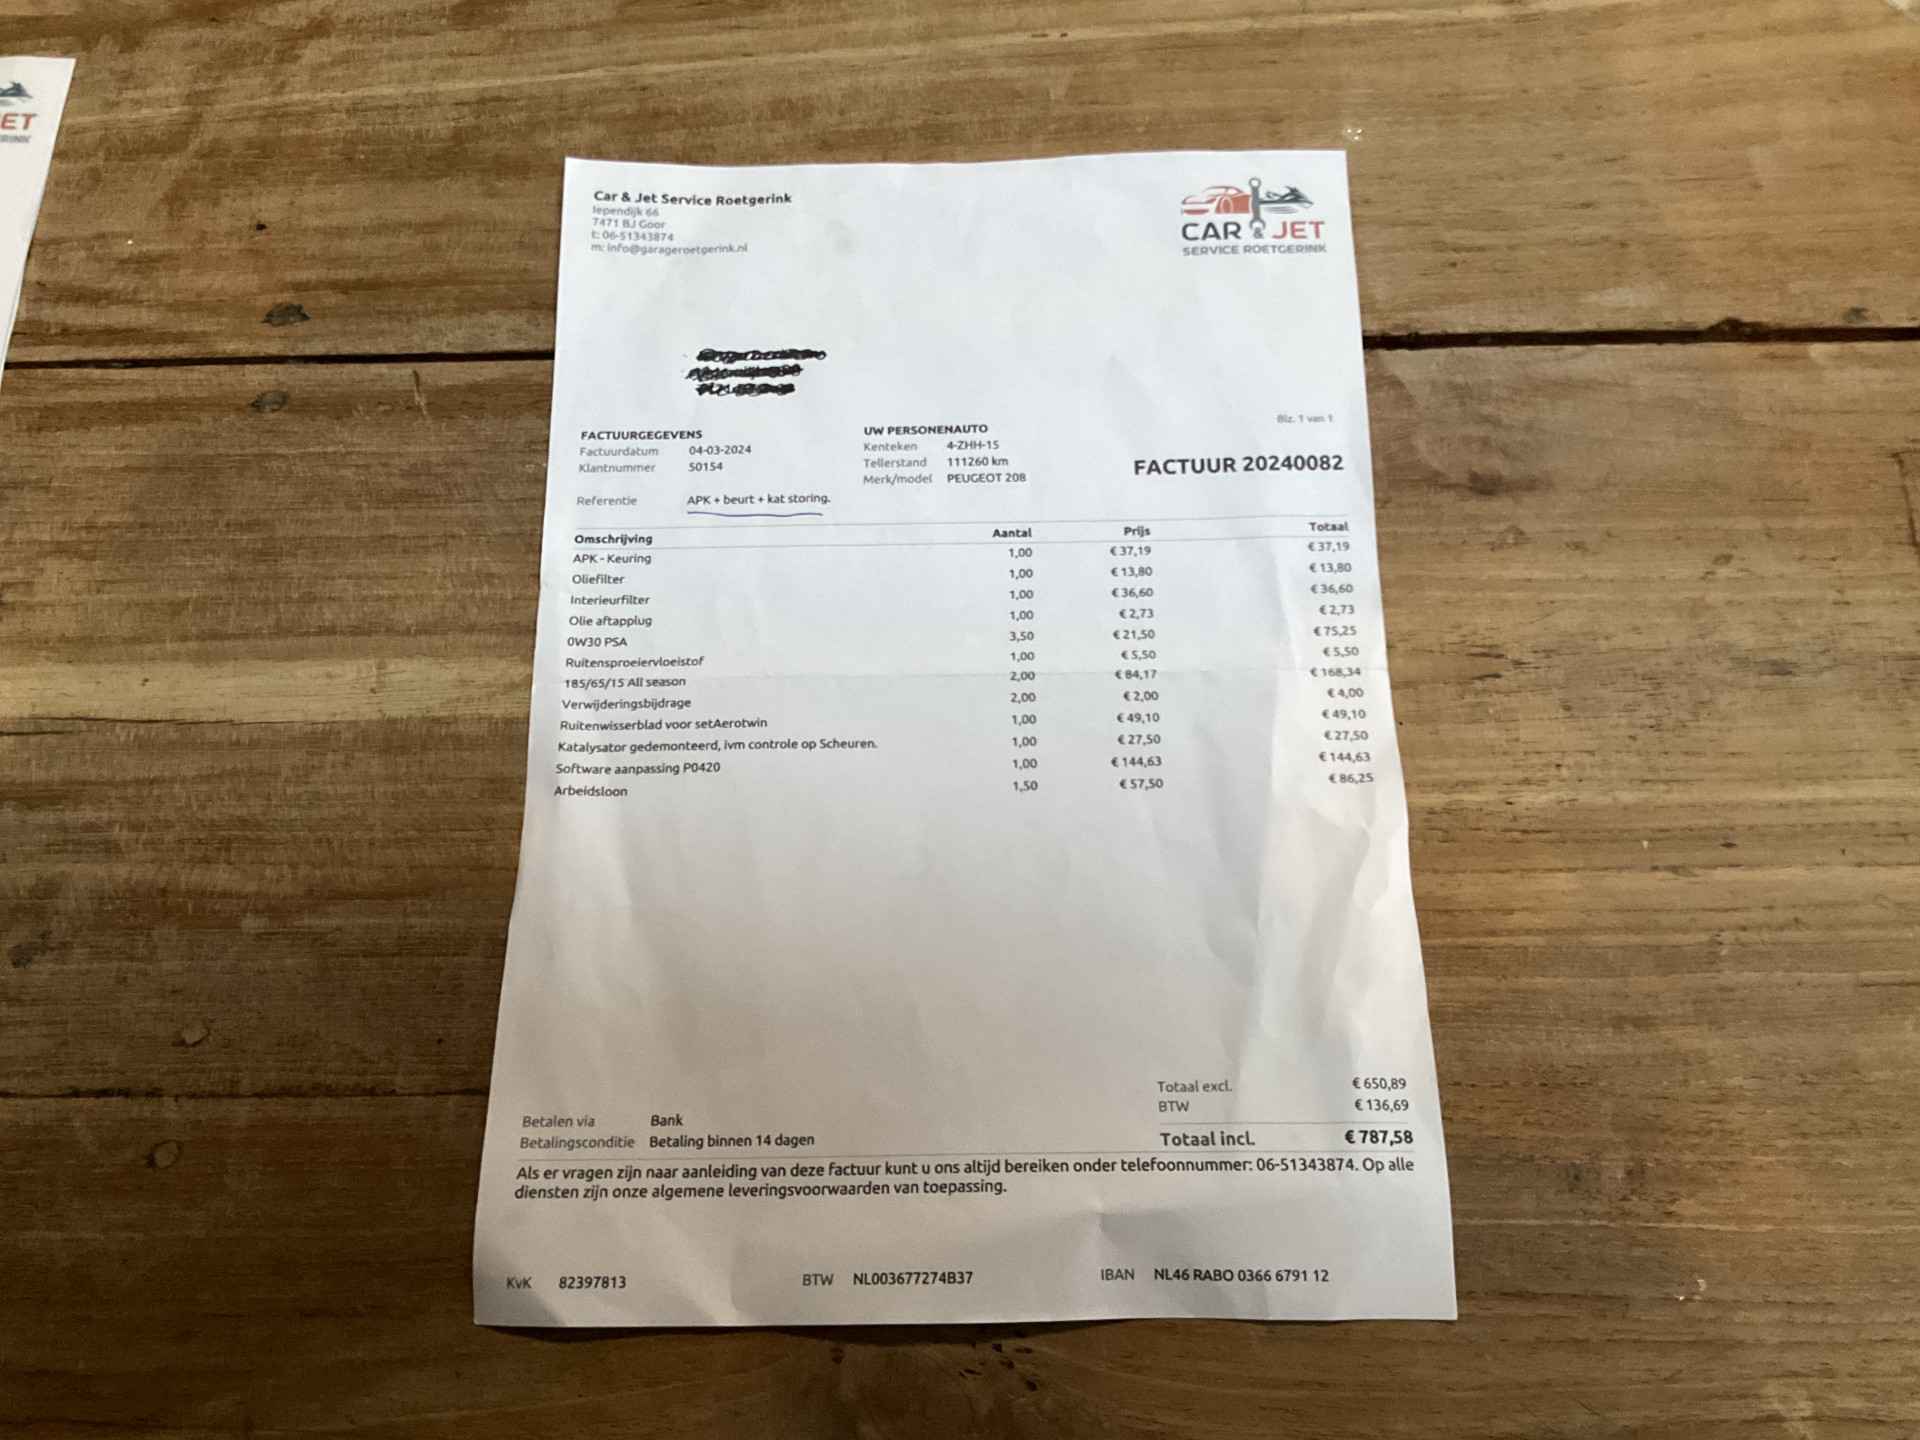 ET
RINK
Car & Jet Service Roetgerink
Iependijk 66
7471 BJ Goor
t: 06-51343874
m: info@garageroetgerink.nl
CAR & JET
SERVICE ROETGERINK
Blz. 1 van 1
FACTUURGEGEVENS
Factuurdatum 04-03-2024
Klantnummer 50154
Referentie APK + beurt + kat storing.
UW PERSONENAUTO
Kenteken 4-ZHH-15
Tellerstand 111260 km
Merk/model PEUGEOT 208
FACTUUR 20240082
Omschrijving Aantal Prijs Totaal
APK - Keuring 1,00 € 37,19 € 37,19
Oliefilter 1,00 € 13,80 € 13,80
Interieurfilter 1,00 € 36,60 € 36,60
Olie aftapplug 1,00 € 2,73 € 2,73
0W30 PSA 3,50 € 21,50 € 75,25
Ruitensproeiervloeistof 1,00 € 5,50 € 5,50
185/65/15 All season 2,00 € 84,17 € 168,34
Verwijderingsbijdrage 2,00 € 2,00 € 4,00
Ruitenwisserblad voor setAerotwin 1,00 € 49,10 € 49,10
Katalysator gedemonteerd, ivm controle op Scheuren. 1,00 € 27,50 € 27,50
Software aanpassing P0420 1,00 € 144,63 € 144,63
Arbeidsloon 1,50 € 57,50 € 86,25
Totaal excl. € 650,89
BTW € 136,69
Totaal incl. € 787,58
Betalen via Bank
Betalingsconditie Betaling binnen 14 dagen
Als er vragen zijn naar aanleiding van deze factuur kunt u ons altijd bereiken onder telefoonnummer: 06-51343874. Op alle
diensten zijn onze algemene leveringsvoorwaarden van toepassing.
KvK 82397813 BTW NL003677274B37 IBAN NL46 RABO 0366 6791 12